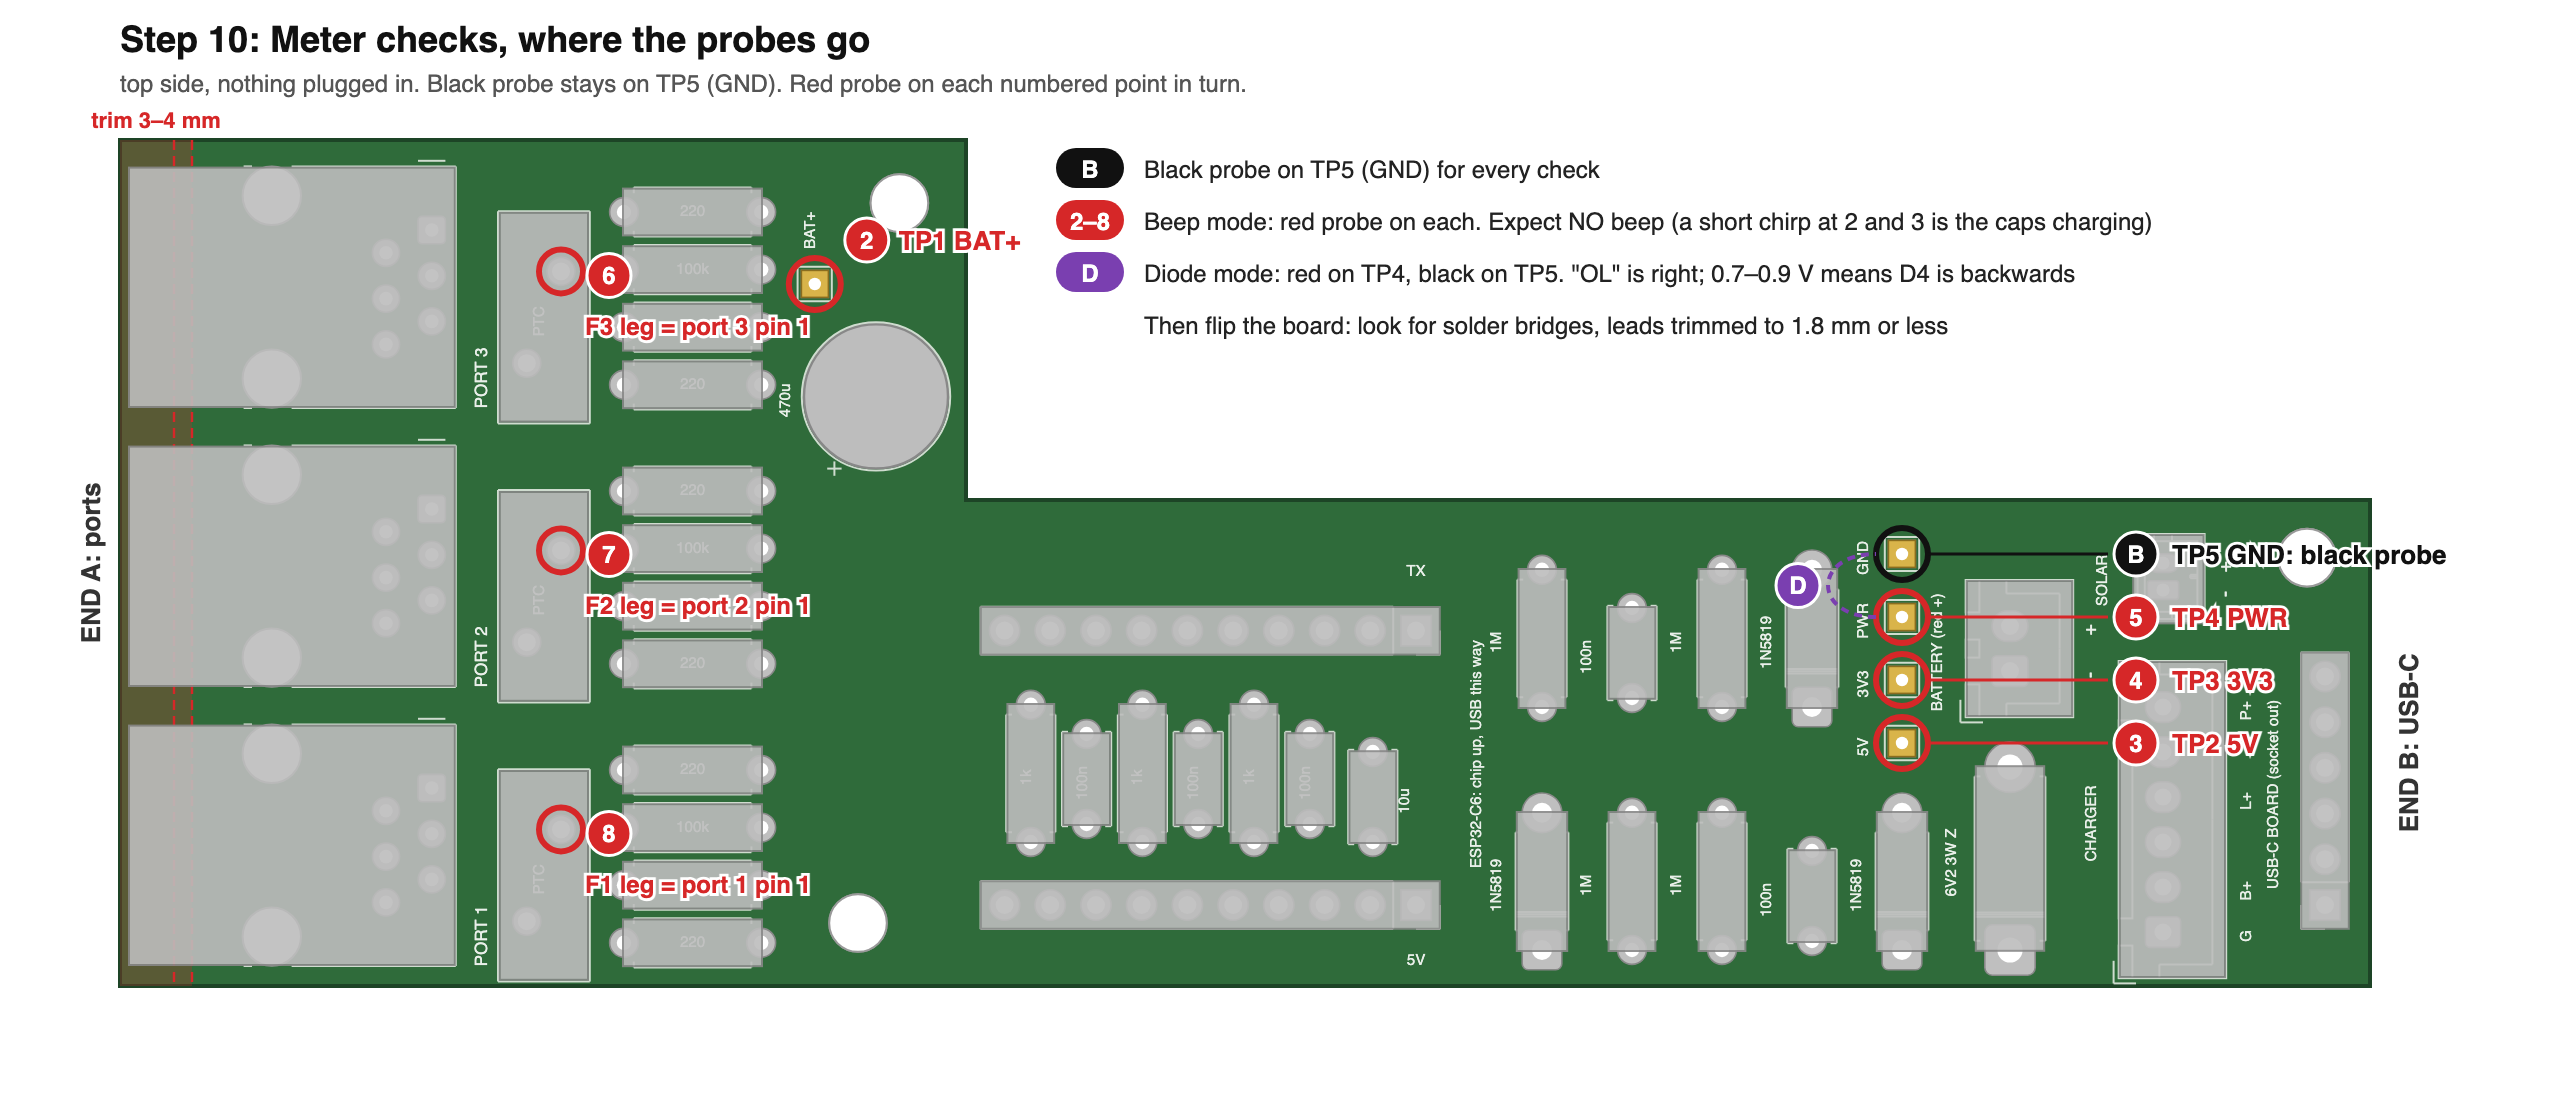 Step 10: Meter checks, where the probes go
top side, nothing plugged in. Black probe stays on TP5 (GND). Red probe on each numbered point in turn.
trim 3–4 mm
B Black probe on TP5 (GND) for every check
2–8 Beep mode: red probe on each. Expect NO beep (a short chirp at 2 and 3 is the caps charging)
D Diode mode: red on TP4, black on TP5. "OL" is right; 0.7–0.9 V means D4 is backwards
Then flip the board: look for solder bridges, leads trimmed to 1.8 mm or less
END A: ports
PORT 3
PTC
6
F3 leg = port 3 pin 1
220
100k
220
BAT+
2 TP1 BAT+
470u
+
PORT 2
PTC
7
F2 leg = port 2 pin 1
220
100k
220
PORT 1
PTC
8
F1 leg = port 1 pin 1
220
100k
220
TX
5V
1k
100n
1k
100n
1k
100n
10u
ESP32-C6: chip up, USB this way
1M
100n
1M
1N5819
1N5819
1M
1M
100n
1N5819
6V2 3W Z
D
GND
PWR
3V3
5V
BATTERY (red +)
+
-
SOLAR
+
-
B TP5 GND: black probe
5 TP4 PWR
4 TP3 3V3
3 TP2 5V
CHARGER
P+
L+
B+
G
USB-C BOARD (socket out)
END B: USB-C